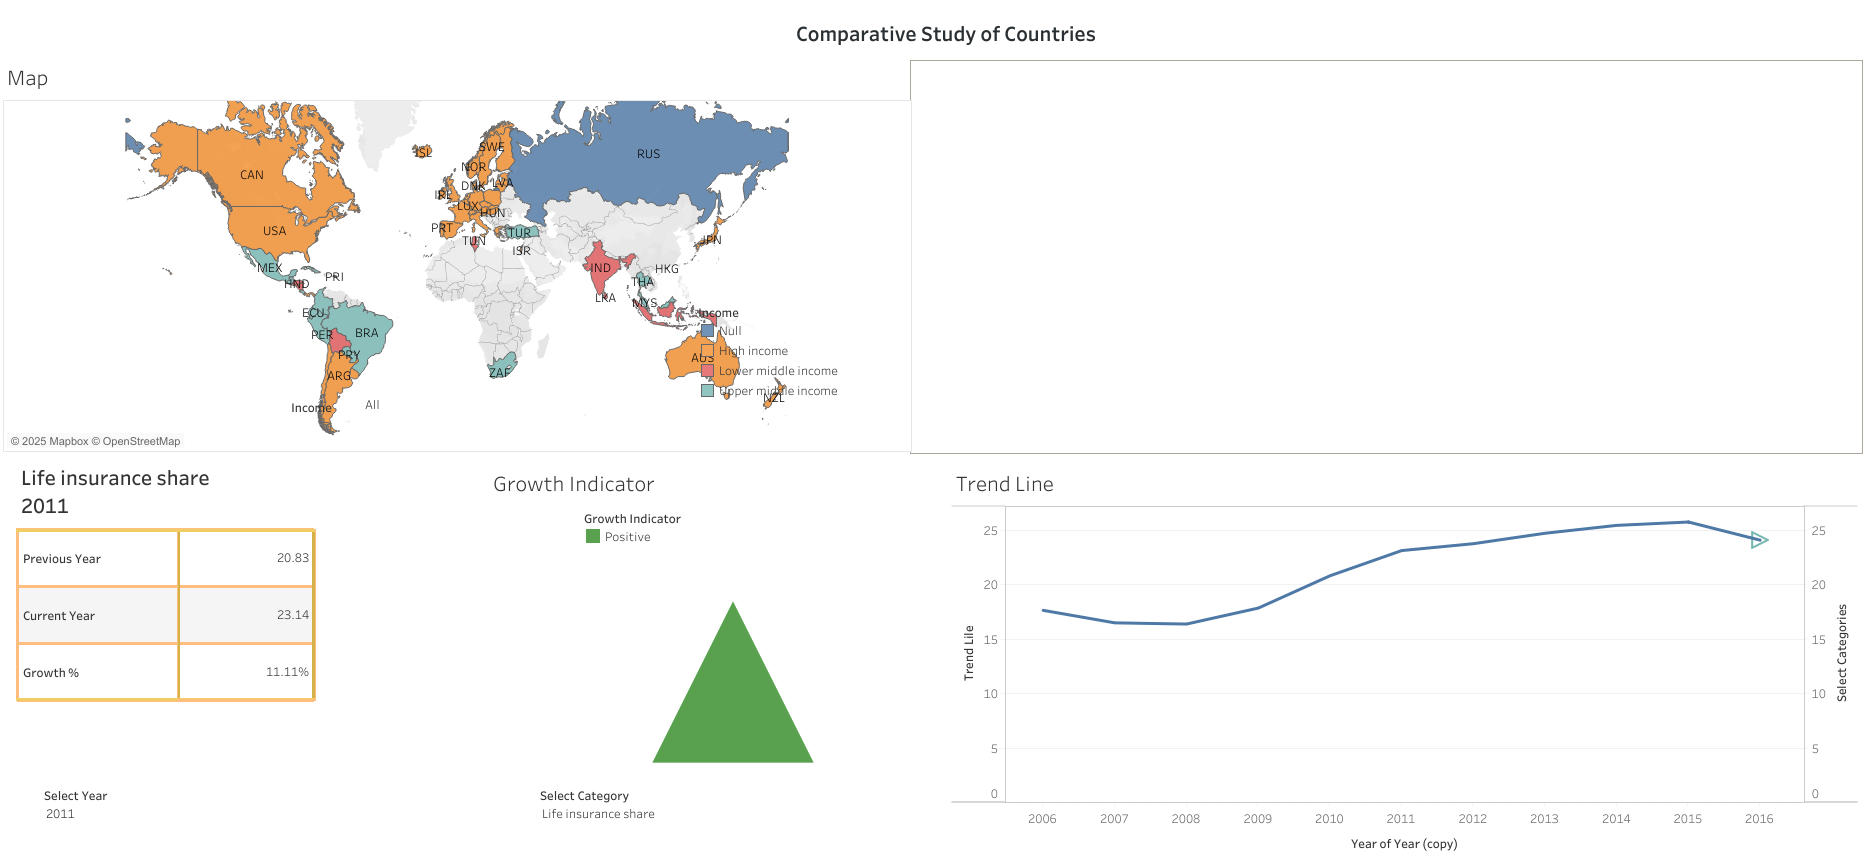 Comparative Study of Countries
Map
ISL
SWE
RUS
NOR
CAN
DNK
LVA
IRL
LUX
HUN
PRT
USA
TUR
TUN
JPN
ISR
MEX
IND
HKG
PRI
HND
THA
LKA
MYS
ECU
PER
BRA
PRY
AUS
ZAF
ARG
NZL
Income
Null
High income
Lower middle income
Upper middle income
Income
All
© 2025 Mapbox © OpenStreetMap
Life insurance share
2011
Previous Year 20.83
Current Year 23.14
Growth % 11.11%
Select Year
2011
Growth Indicator
Growth Indicator
Positive
Select Category
Life insurance share
Trend Line
Trend Lile
25
20
15
10
5
0
25
20
15
10
5
0
Select Categories
2006 2007 2008 2009 2010 2011 2012 2013 2014 2015 2016
Year of Year (copy)